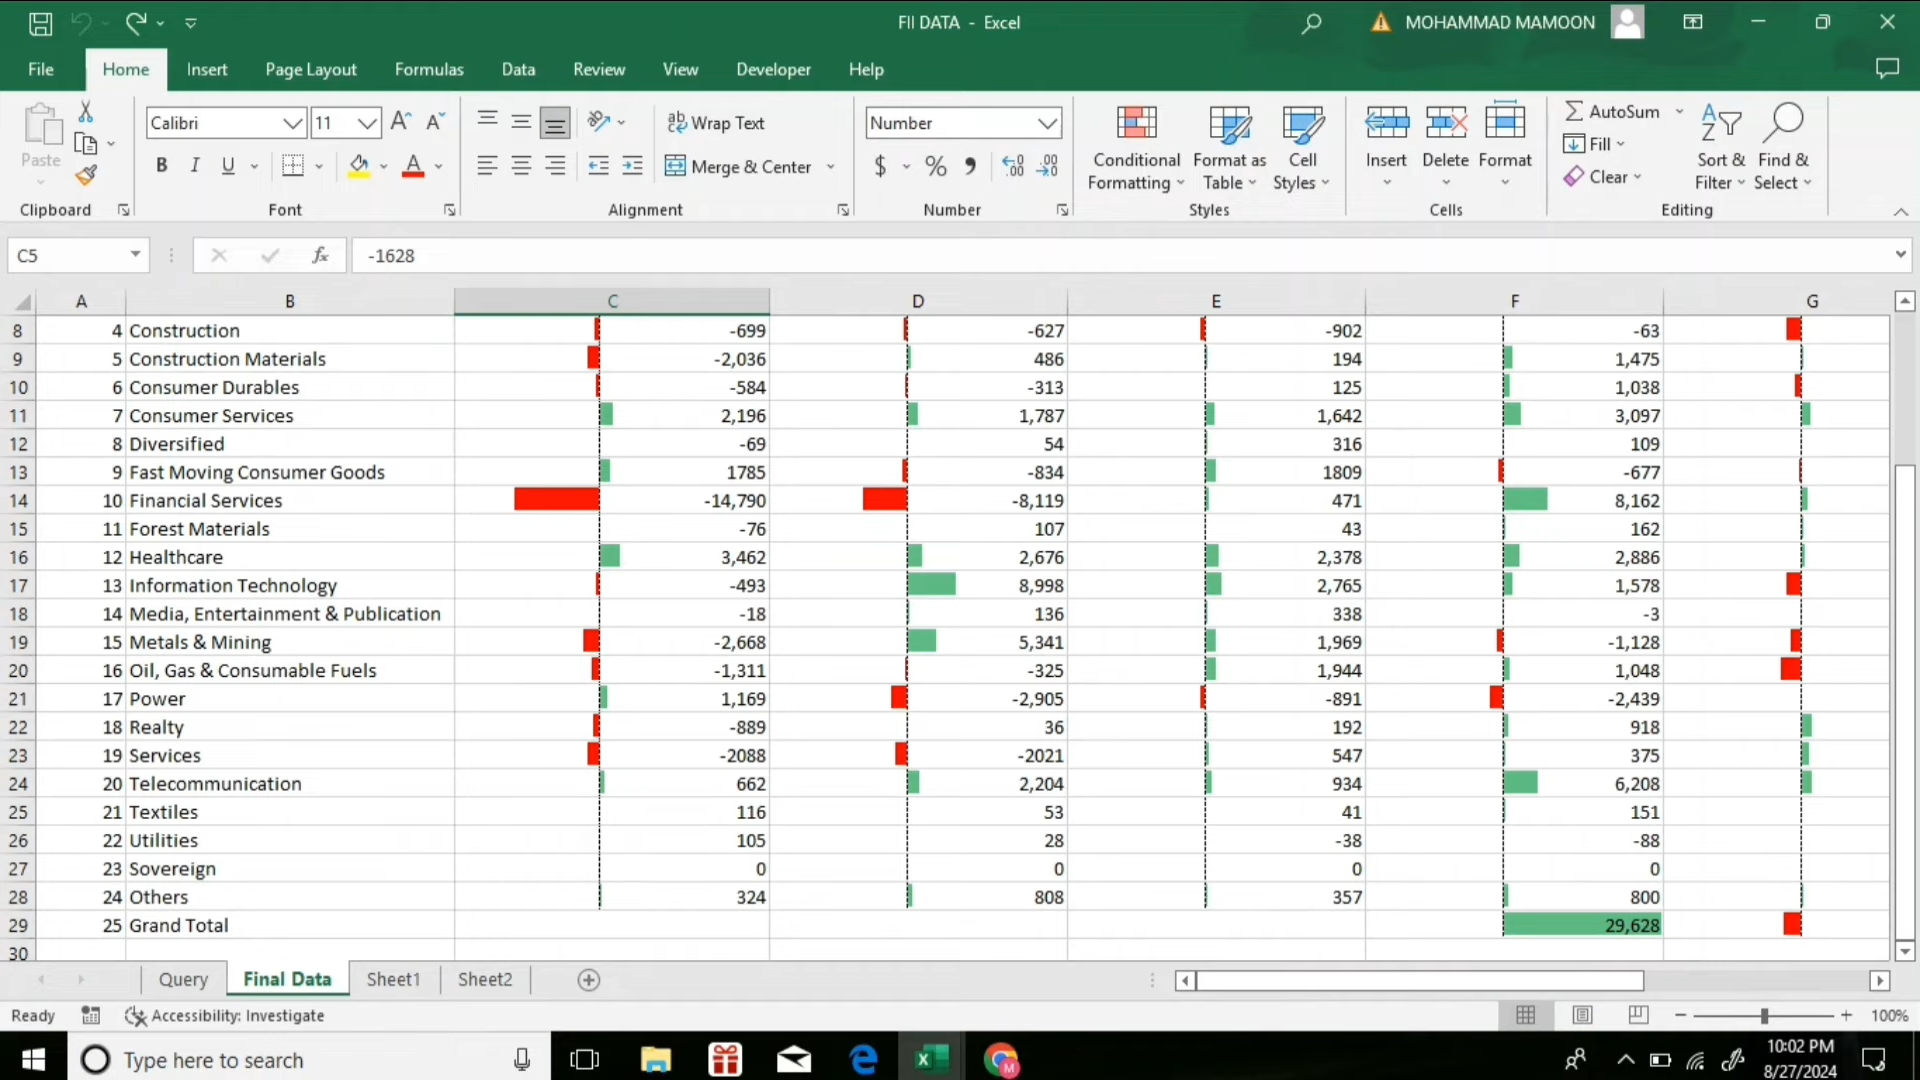 FII DATA - Excel
MOHAMMAD MAMOON
File Home Insert Page Layout Formulas Data Review View Developer Help
Paste
Clipboard
Calibri 11
B I U
Font
Wrap Text
Merge & Center
Alignment
Number
$ %
Number
Conditional Formatting
Format as Table
Cell Styles
Styles
Insert Delete Format
Cells
AutoSum
Fill
Clear
Sort & Filter
Find & Select
Editing
C5 fx -1628
A B C D E F G
8 4 Construction -699 -627 -902 -63
9 5 Construction Materials -2,036 486 194 1,475
10 6 Consumer Durables -584 -313 125 1,038
11 7 Consumer Services 2,196 1,787 1,642 3,097
12 8 Diversified -69 54 316 109
13 9 Fast Moving Consumer Goods 1785 -834 1809 -677
14 10 Financial Services -14,790 -8,119 471 8,162
15 11 Forest Materials -76 107 43 162
16 12 Healthcare 3,462 2,676 2,378 2,886
17 13 Information Technology -493 8,998 2,765 1,578
18 14 Media, Entertainment & Publication -18 136 338 -3
19 15 Metals & Mining -2,668 5,341 1,969 -1,128
20 16 Oil, Gas & Consumable Fuels -1,311 -325 1,944 1,048
21 17 Power 1,169 -2,905 -891 -2,439
22 18 Realty -889 36 192 918
23 19 Services -2088 -2021 547 375
24 20 Telecommunication 662 2,204 934 6,208
25 21 Textiles 116 53 41 151
26 22 Utilities 105 28 -38 -88
27 23 Sovereign 0 0 0 0
28 24 Others 324 808 357 800
29 25 Grand Total 29,628
30
Query Final Data Sheet1 Sheet2
Ready Accessibility: Investigate 100%
Type here to search
10:02 PM
8/27/2024